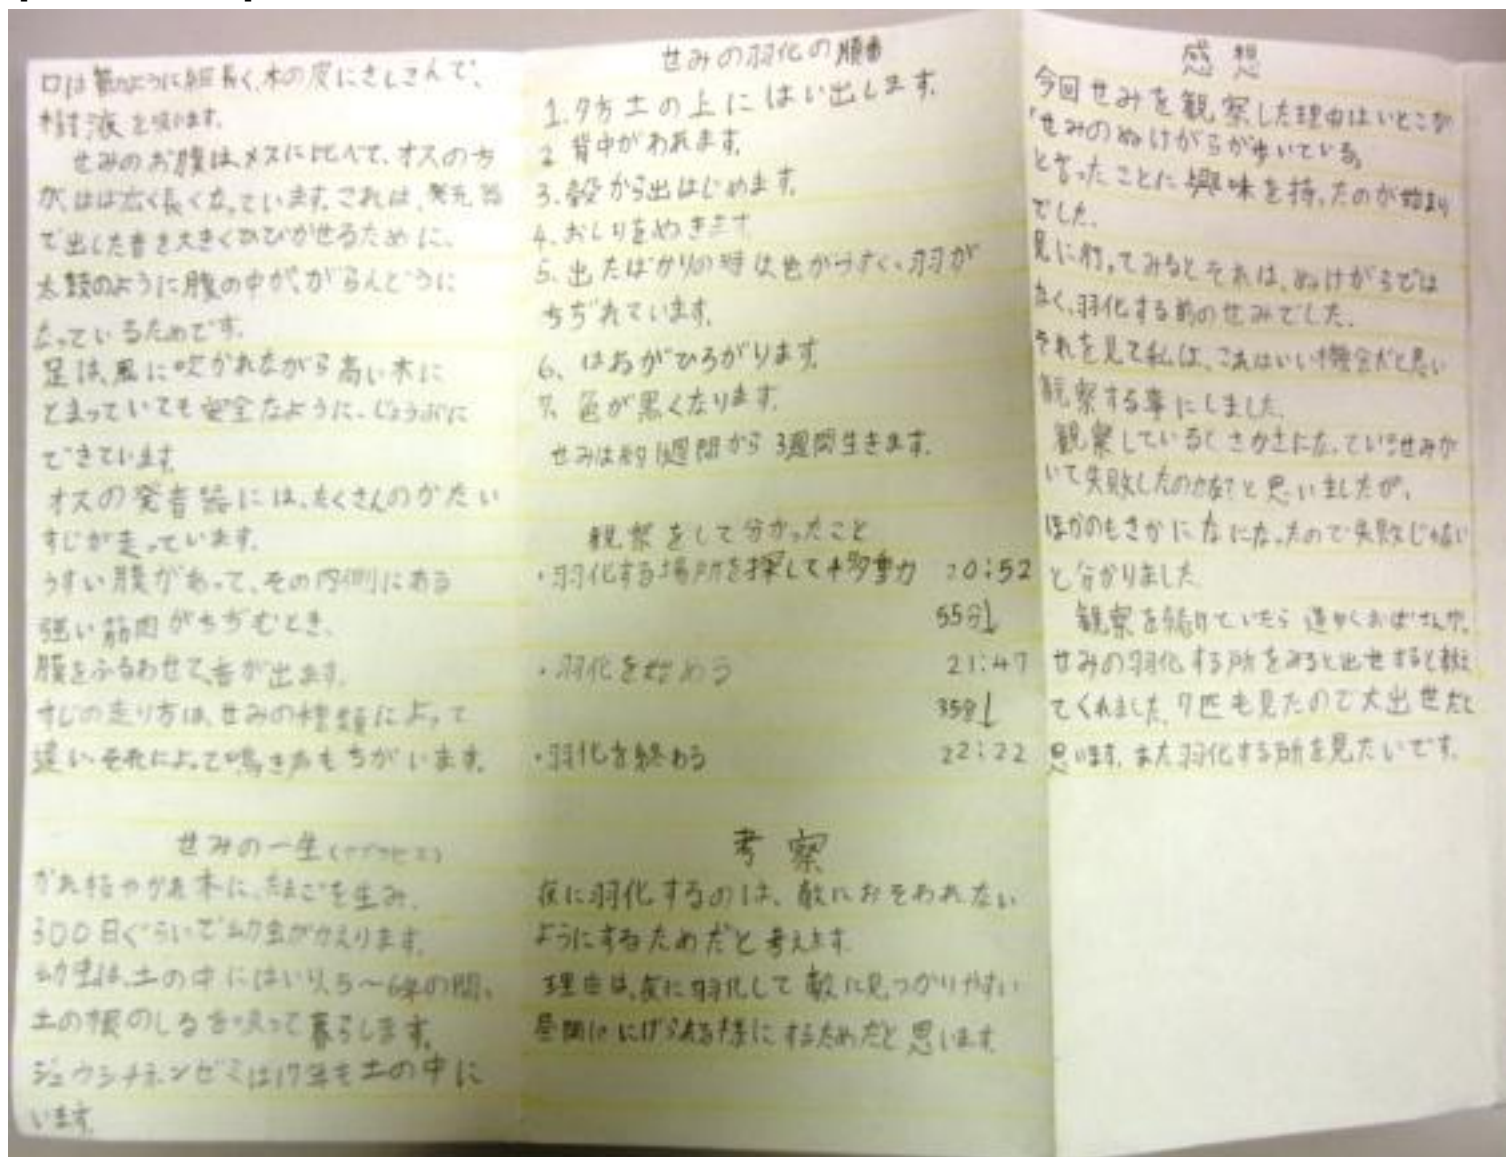 口は管のように細長く、木の皮にさしこんで、
樹液を吸います。
せみのお腹はメスに比べて、オスの方
が、はば広く長くなっています。これは、発音器
で出した音を大きくひびかせるために、
太鼓のように腹の中が、がらんどうに
なっているためです。
足は、風に吹かれながら高い木に
とまっていても安全なように、じょうぶに
できています。
オスの発音器には、たくさんのかたい
すじが走っています。
うすい膜があって、その内側にある
強い筋肉がちぢむとき、
膜をふるわせて、音が出ます。
すじの走り方は、せみの種類によって
違い、それによって鳴き声もちがいます。
せみの一生(アブラゼミ)
かれ枝やかれ木に、たまごを生み、
300日ぐらいで幼虫がかえります。
幼虫は、土の中にはいり、5〜6年の間、
土の根のしるを吸って暮らします。
ジュウシチネンゼミは17年も土の中に
います。
せみの羽化の順番
1.夕方土の上にはい出します。
2 背中がわれます。
3.殻から出はじめます。
4.おしりをぬきます
5.出たばかりの時は色がうすく、羽が
ちぢれています。
6、はねがひろがります。
7、色が黒くなります。
せみは約1週間から3週間生きます。
観察をして分かったこと
・羽化する場所を探して移動 20:52
55分↓
・羽化を始める 21:47
35分↓
・羽化を終わる 22:22
考察
夜に羽化するのは、敵におそわれない
ようにするためだと考えます
理由は、夜に羽化して敵に見つかりやすい
昼間ににげられる様にするためだと思います
感想
今回せみを観察した理由はいとこが
「せみのぬけがらが歩いている。
と言ったことに興味を持ったのが始まり
でした。
見に行ってみるとそれは、ぬけがらでは
なく、羽化する前のせみでした。
それを見て私は、これはいい機会だと思い
観察する事にしました。
観察しているとさかさになっているせみが
いて失敗したのかな?と思いましたが、
ほかのもさかになになったので失敗じゃない
と分かりました
観察を続けていたら道ゆくおばさんが、
せみの羽化する所をみると出世すると教え
てくれました。7匹も見たので大出世だと
思います。また羽化する所を見たいです。